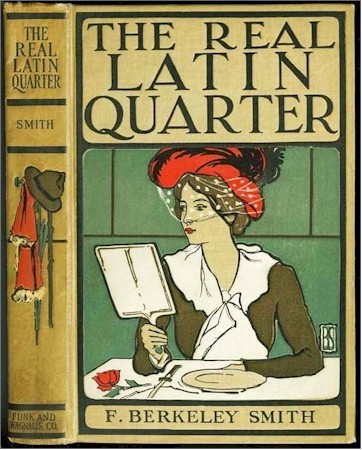 THE
REAL
LATIN
QUARTER
SMITH
FUNK AND
WAGNALLS CO.
THE REAL
LATIN
QUARTER
F. BERKELEY SMITH